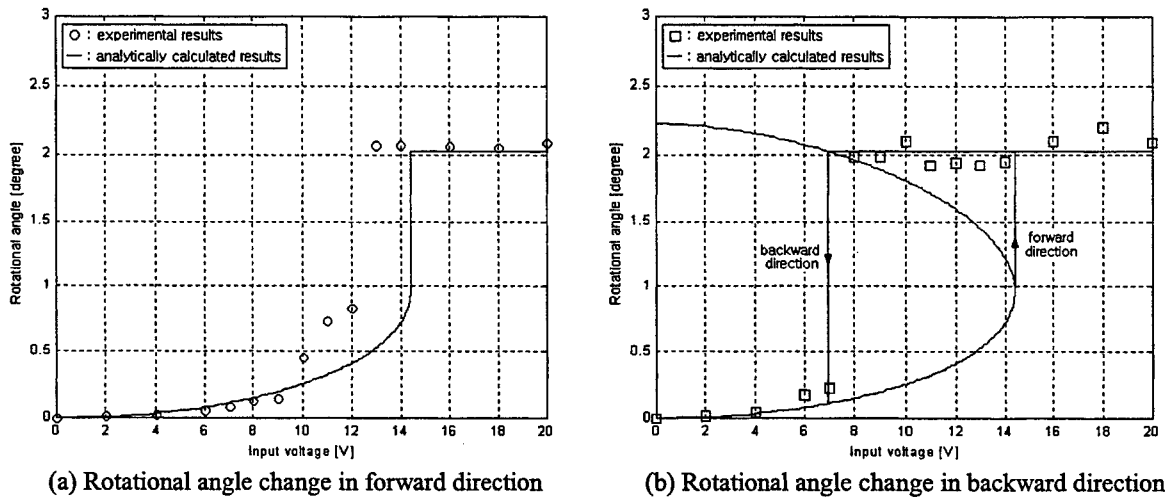 3
2.5
2
1.5
1
0.5
0
Rotational angle [degree]
: experimental results
: analytically calculated results
0 2 4 6 8 10 12 14 16 18 20
Input voltage [V]
(a) Rotational angle change in forward direction
3
2.5
2
1.5
1
0.5
0
Rotational angle [degree]
: experimental results
: analytically calculated results
backward
direction
forward
direction
0 2 4 6 8 10 12 14 16 18 20
Input voltage [V]
(b) Rotational angle change in backward direction